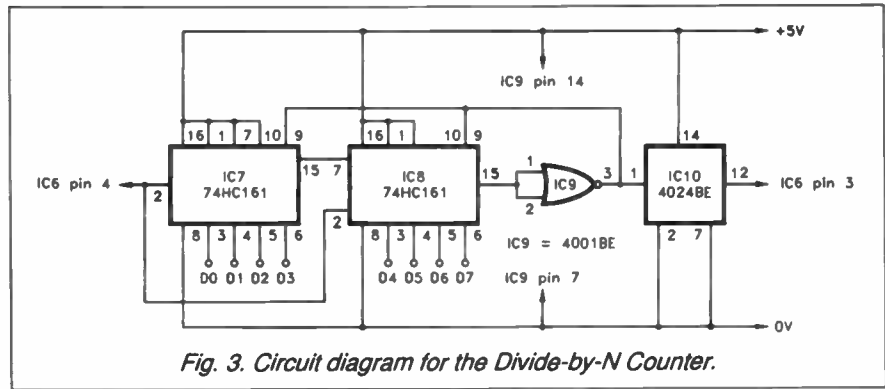 +5V
IC9 pin 14
16 1 7 10 9
16 1 10 9
14
IC6 pin 4
2
IC7
74HC161
15 7
IC8
74HC161
15
1
2
IC9
3
1
IC10
4024BE
12
IC6 pin 3
2
8 3 4 5 6
8 3 4 5 6
IC9 = 4001BE
2 7
D0 D1 D2 D3
D4 D5 D6 D7
IC9 pin 7
0V
Fig. 3. Circuit diagram for the Divide-by-N Counter.